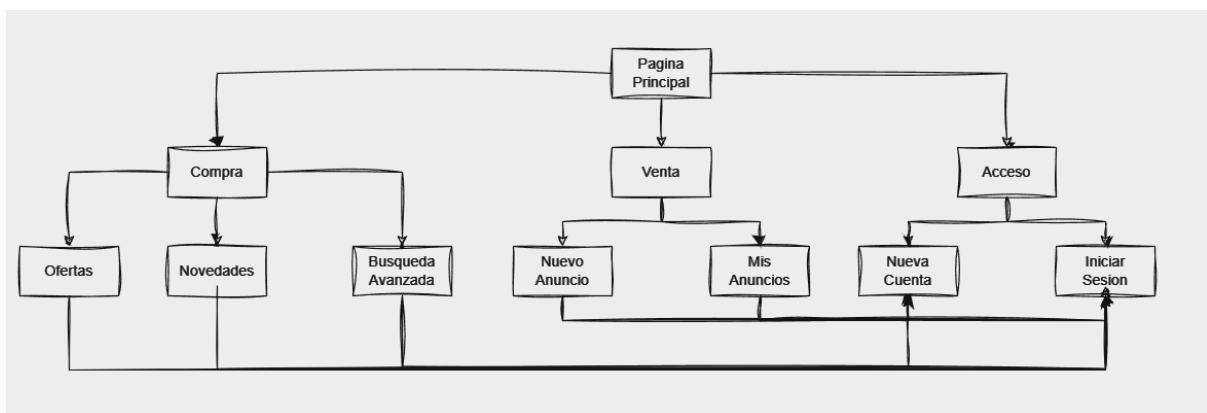 Pagina
Principal
Compra
Venta
Acceso
Ofertas
Novedades
Busqueda
Avanzada
Nuevo
Anuncio
Mis
Anuncios
Nueva
Cuenta
Iniciar
Sesion